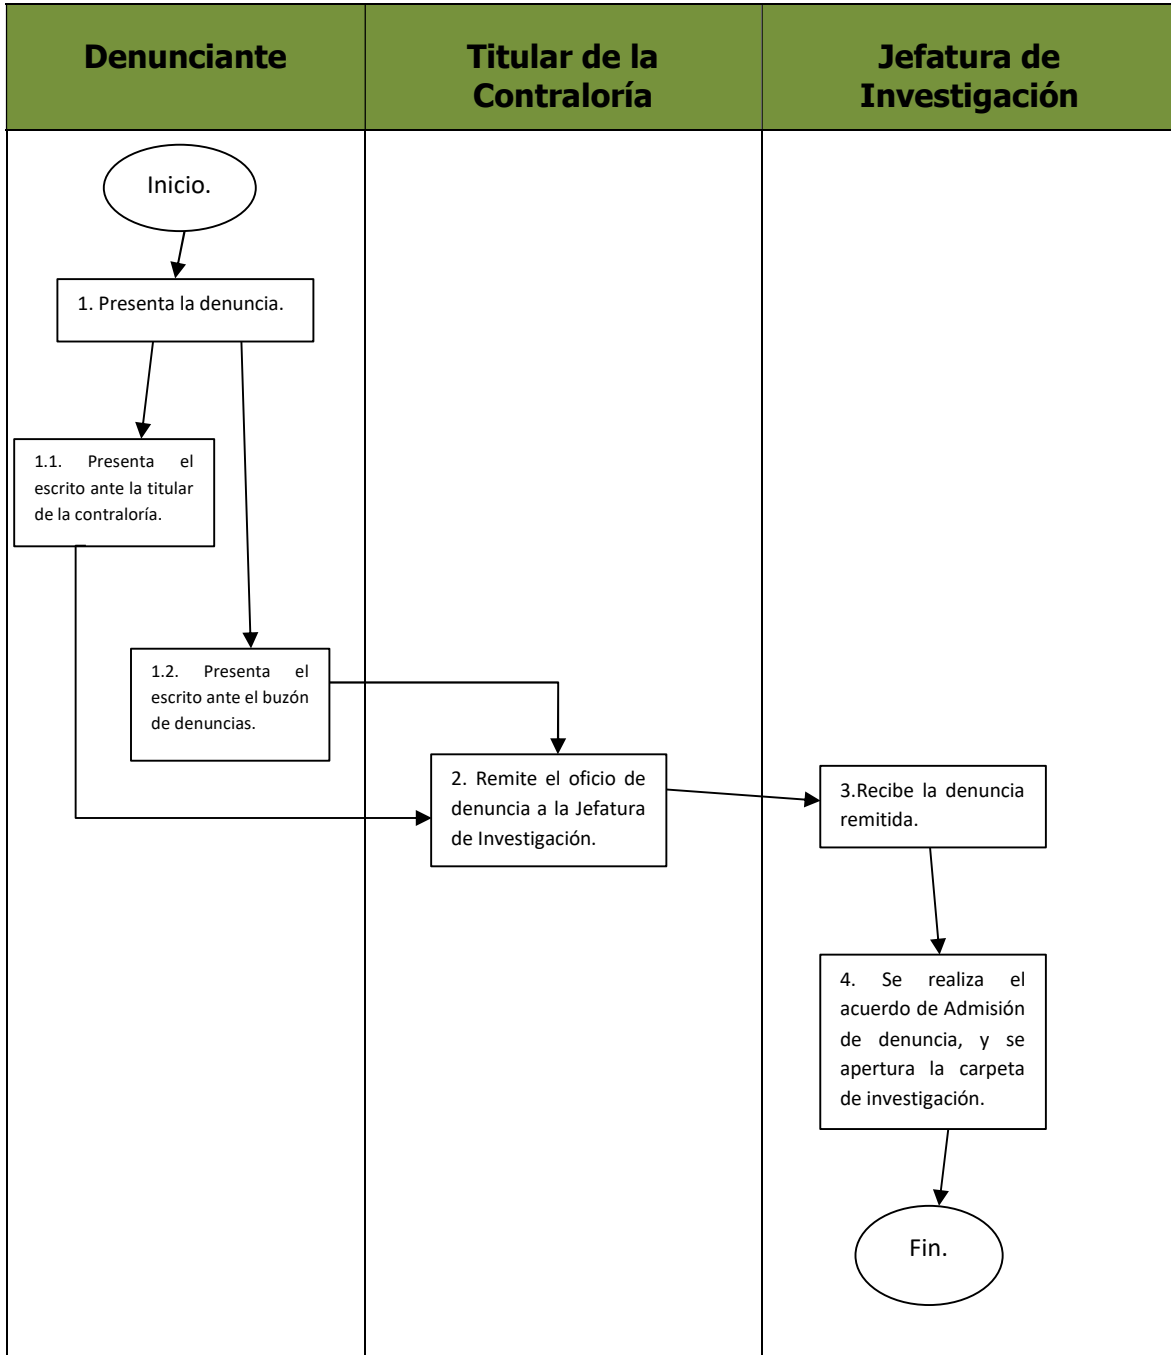 Denunciante
Titular de la
Contraloría
Jefatura de
Investigación
Inicio.
1. Presenta la denuncia.
1.1. Presenta el
escrito ante la titular
de la contraloría.
1.2. Presenta el
escrito ante el buzón
de denuncias.
2. Remite el oficio de
denuncia a la Jefatura
de Investigación.
3.Recibe la denuncia
remitida.
4. Se realiza el
acuerdo de Admisión
de denuncia, y se
apertura la carpeta
de investigación.
Fin.